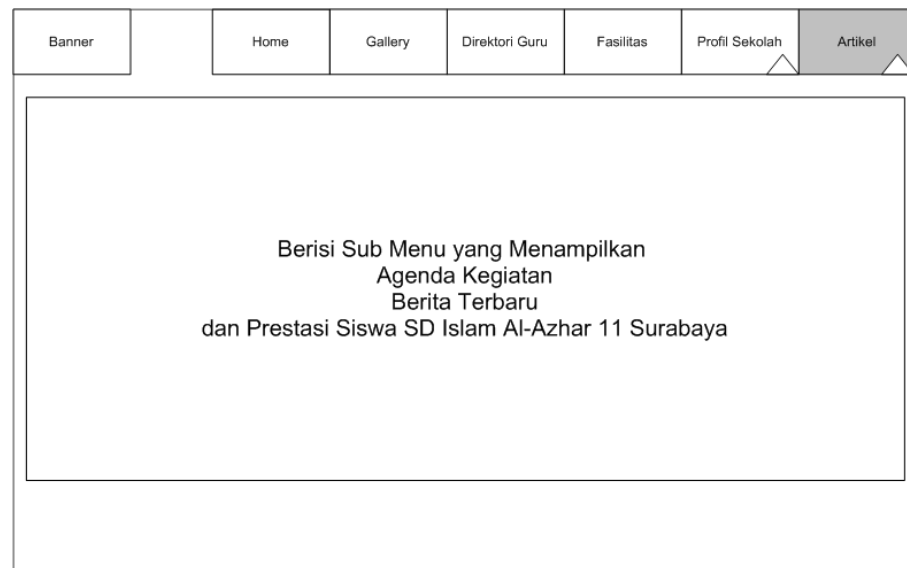 Banner
Home
Gallery
Direktori Guru
Fasilitas
Profil Sekolah
Artikel
Berisi Sub Menu yang Menampilkan
Agenda Kegiatan
Berita Terbaru
dan Prestasi Siswa SD Islam Al-Azhar 11 Surabaya